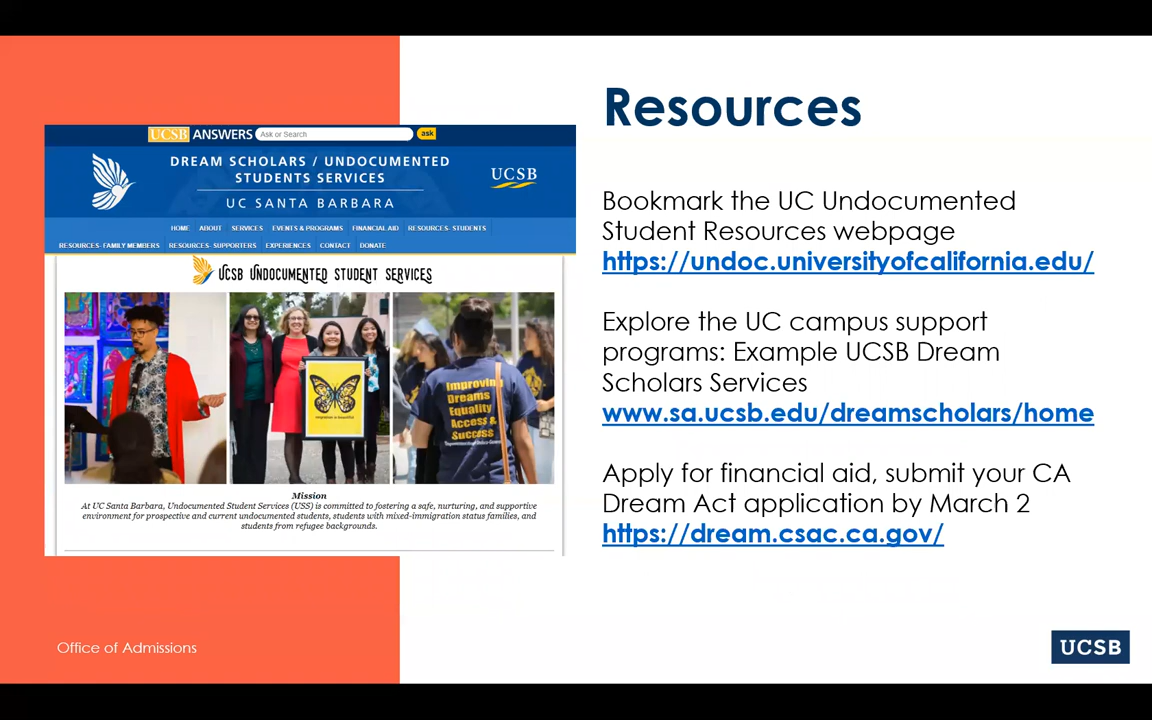 UCSB ANSWERS Ask or Search ask
DREAM SCHOLARS / UNDOCUMENTED
STUDENTS SERVICES
UC SANTA BARBARA
UCSB
HOME ABOUT SERVICES EVENTS & PROGRAMS FINANCIAL AID RESOURCES- STUDENTS
RESOURCES- FAMILY MEMBERS RESOURCES- SUPPORTERS EXPERIENCES CONTACT DONATE
UCSB UNDOCUMENTED STUDENT SERVICES
Improving
Dreams
Equality
Access &
Success
Mission
At UC Santa Barbara, Undocumented Student Services (USS) is committed to fostering a safe, nurturing, and supportive
environment for prospective and current undocumented students, students with mixed-immigration status families, and
students from refugee backgrounds.
Office of Admissions
Resources
Bookmark the UC Undocumented
Student Resources webpage
https://undoc.universityofcalifornia.edu/
Explore the UC campus support
programs: Example UCSB Dream
Scholars Services
www.sa.ucsb.edu/dreamscholars/home
Apply for financial aid, submit your CA
Dream Act application by March 2
https://dream.csac.ca.gov/
UCSB